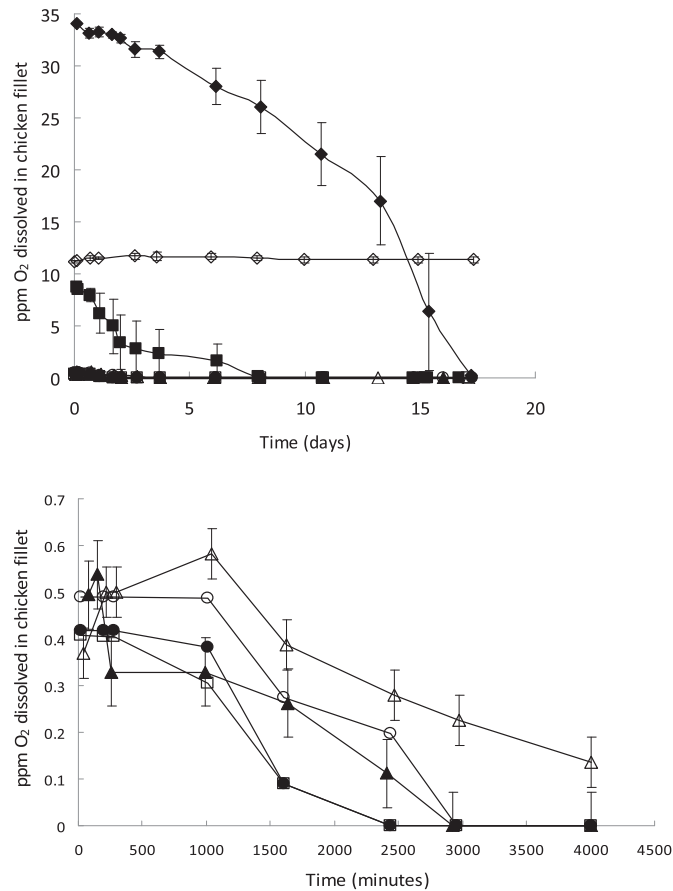 ppm O₂ dissolved in chicken fillet
35
30
25
20
15
10
5
0
0 5 10 15 20
Time (days)
ppm O₂ dissolved in chicken fillet
0.7
0.6
0.5
0.4
0.3
0.2
0.1
0
0 500 1000 1500 2000 2500 3000 3500 4000 4500
Time (minutes)